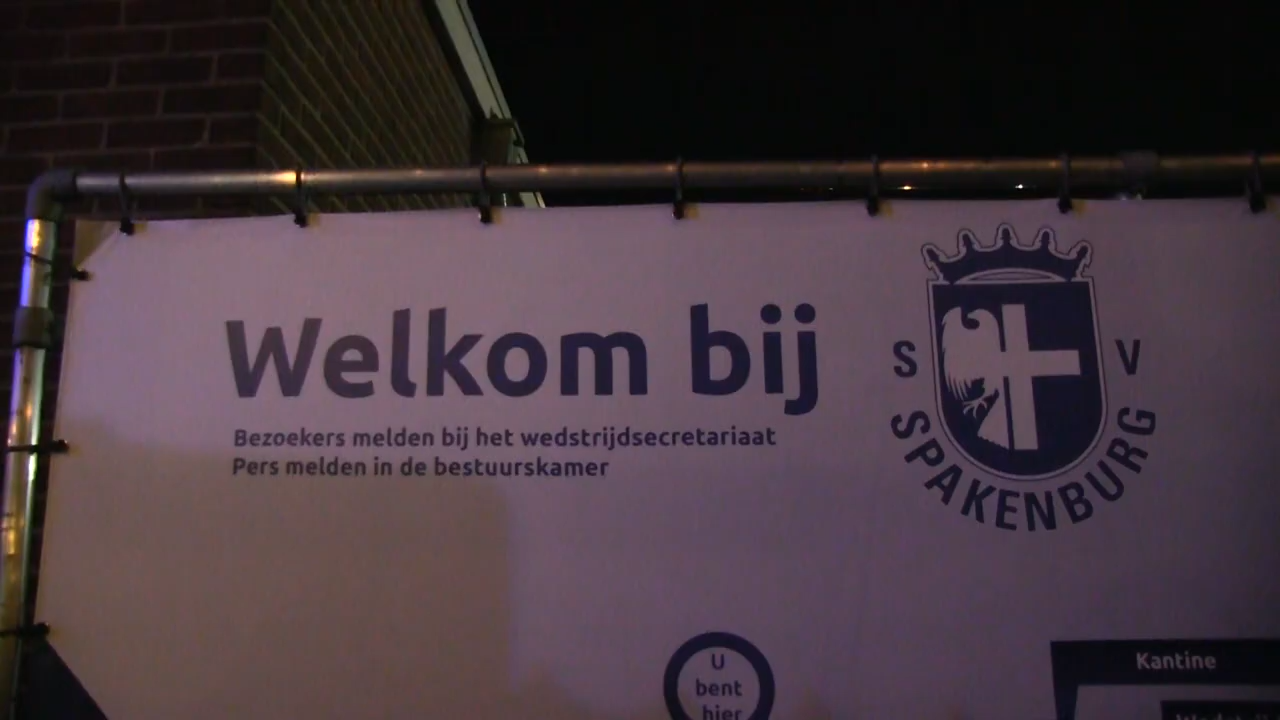 Welkom bij
Bezoekers melden bij het wedstrijdsecretariaat
Pers melden in de bestuurskamer
S V
SPAKENBURG
U
bent
hier
Kantine